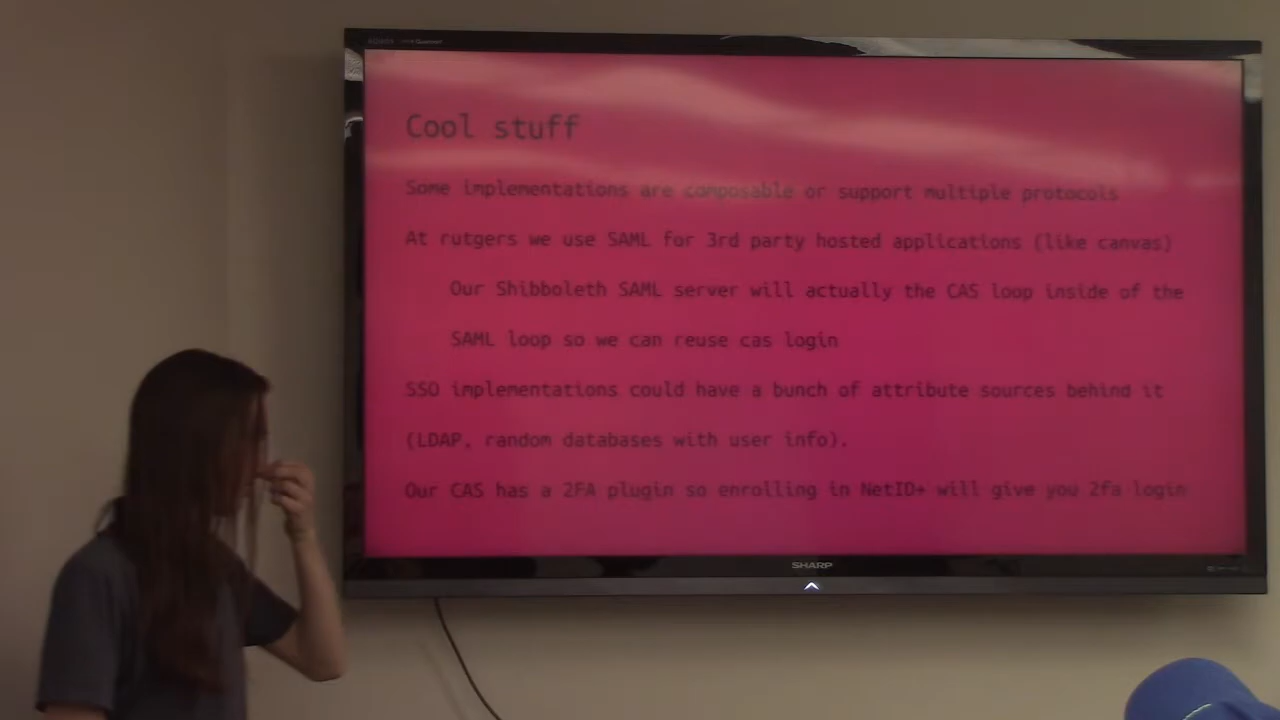 Cool stuff
Some implementations are composable or support multiple protocols
At rutgers we use SAML for 3rd party hosted applications (like canvas)
Our Shibboleth SAML server will actually the CAS loop inside of the
SAML loop so we can reuse cas login
SSO implementations could have a bunch of attribute sources behind it
(LDAP, random databases with user info).
Our CAS has a 2FA plugin so enrolling in NetID+ will give you 2fa login
SHARP